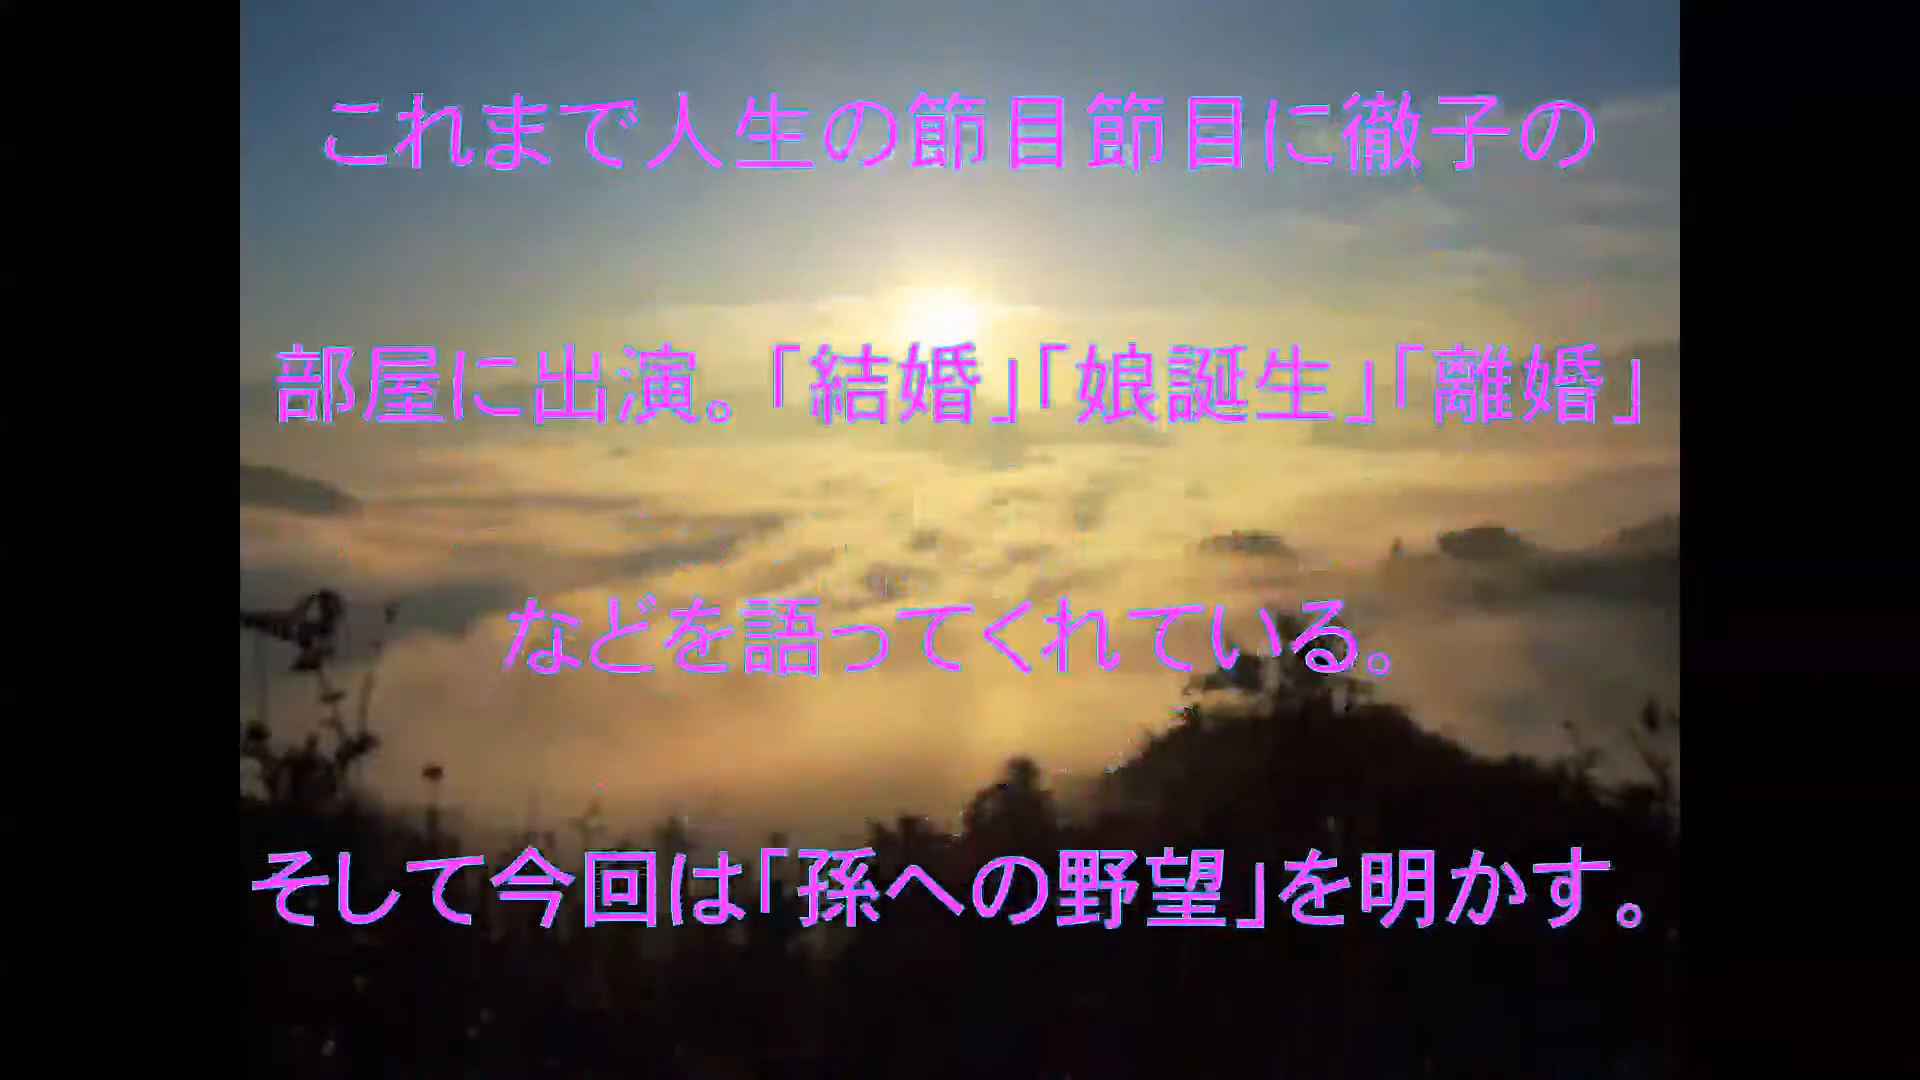 これまで人生の節目節目に徹子の
部屋に出演。「結婚」「娘誕生」「離婚」
などを語ってくれている。
そして今回は「孫への野望」を明かす。